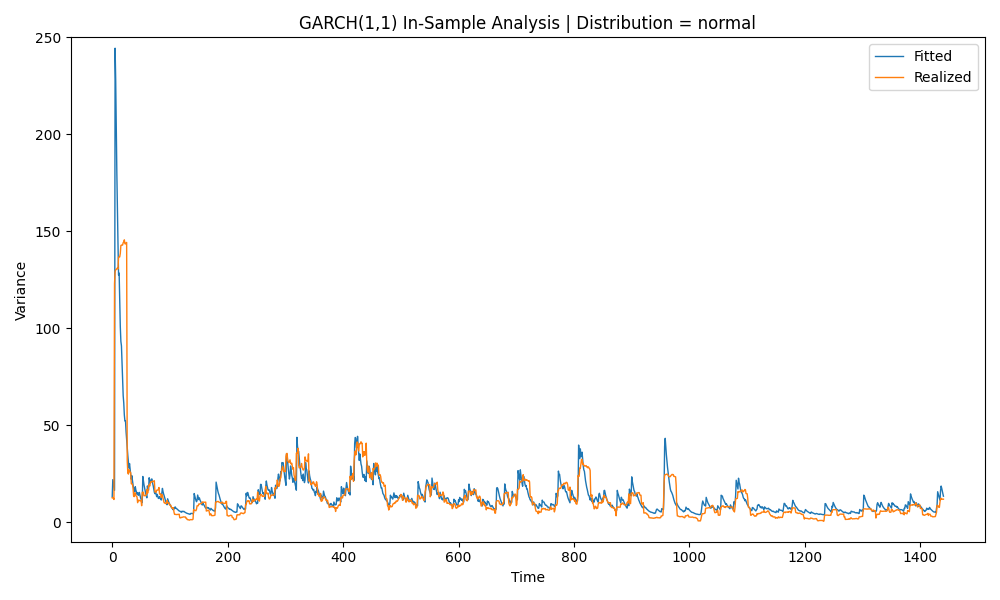 GARCH(1,1) In-Sample Analysis | Distribution = normal
Fitted
Realized
Variance
250
200
150
100
50
0
0
200
400
600
800
1000
1200
1400
Time